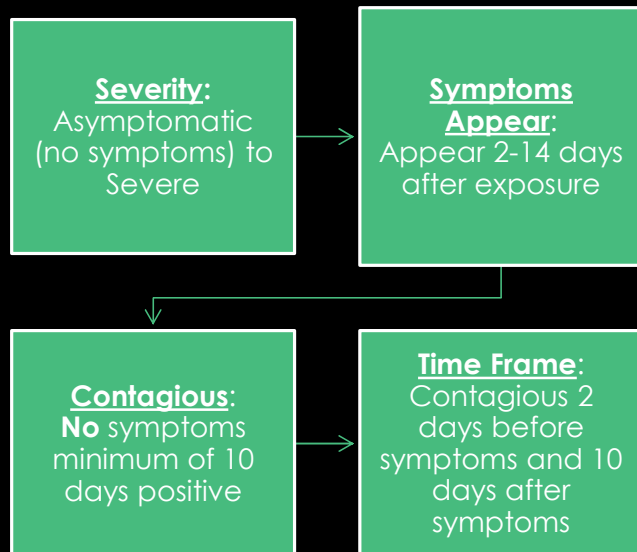 Severity:
Asymptomatic
(no symptoms) to
Severe
Symptoms
Appear:
Appear 2-14 days
after exposure
Contagious:
No symptoms
minimum of 10
days positive
Time Frame:
Contagious 2
days before
symptoms and 10
days after
symptoms